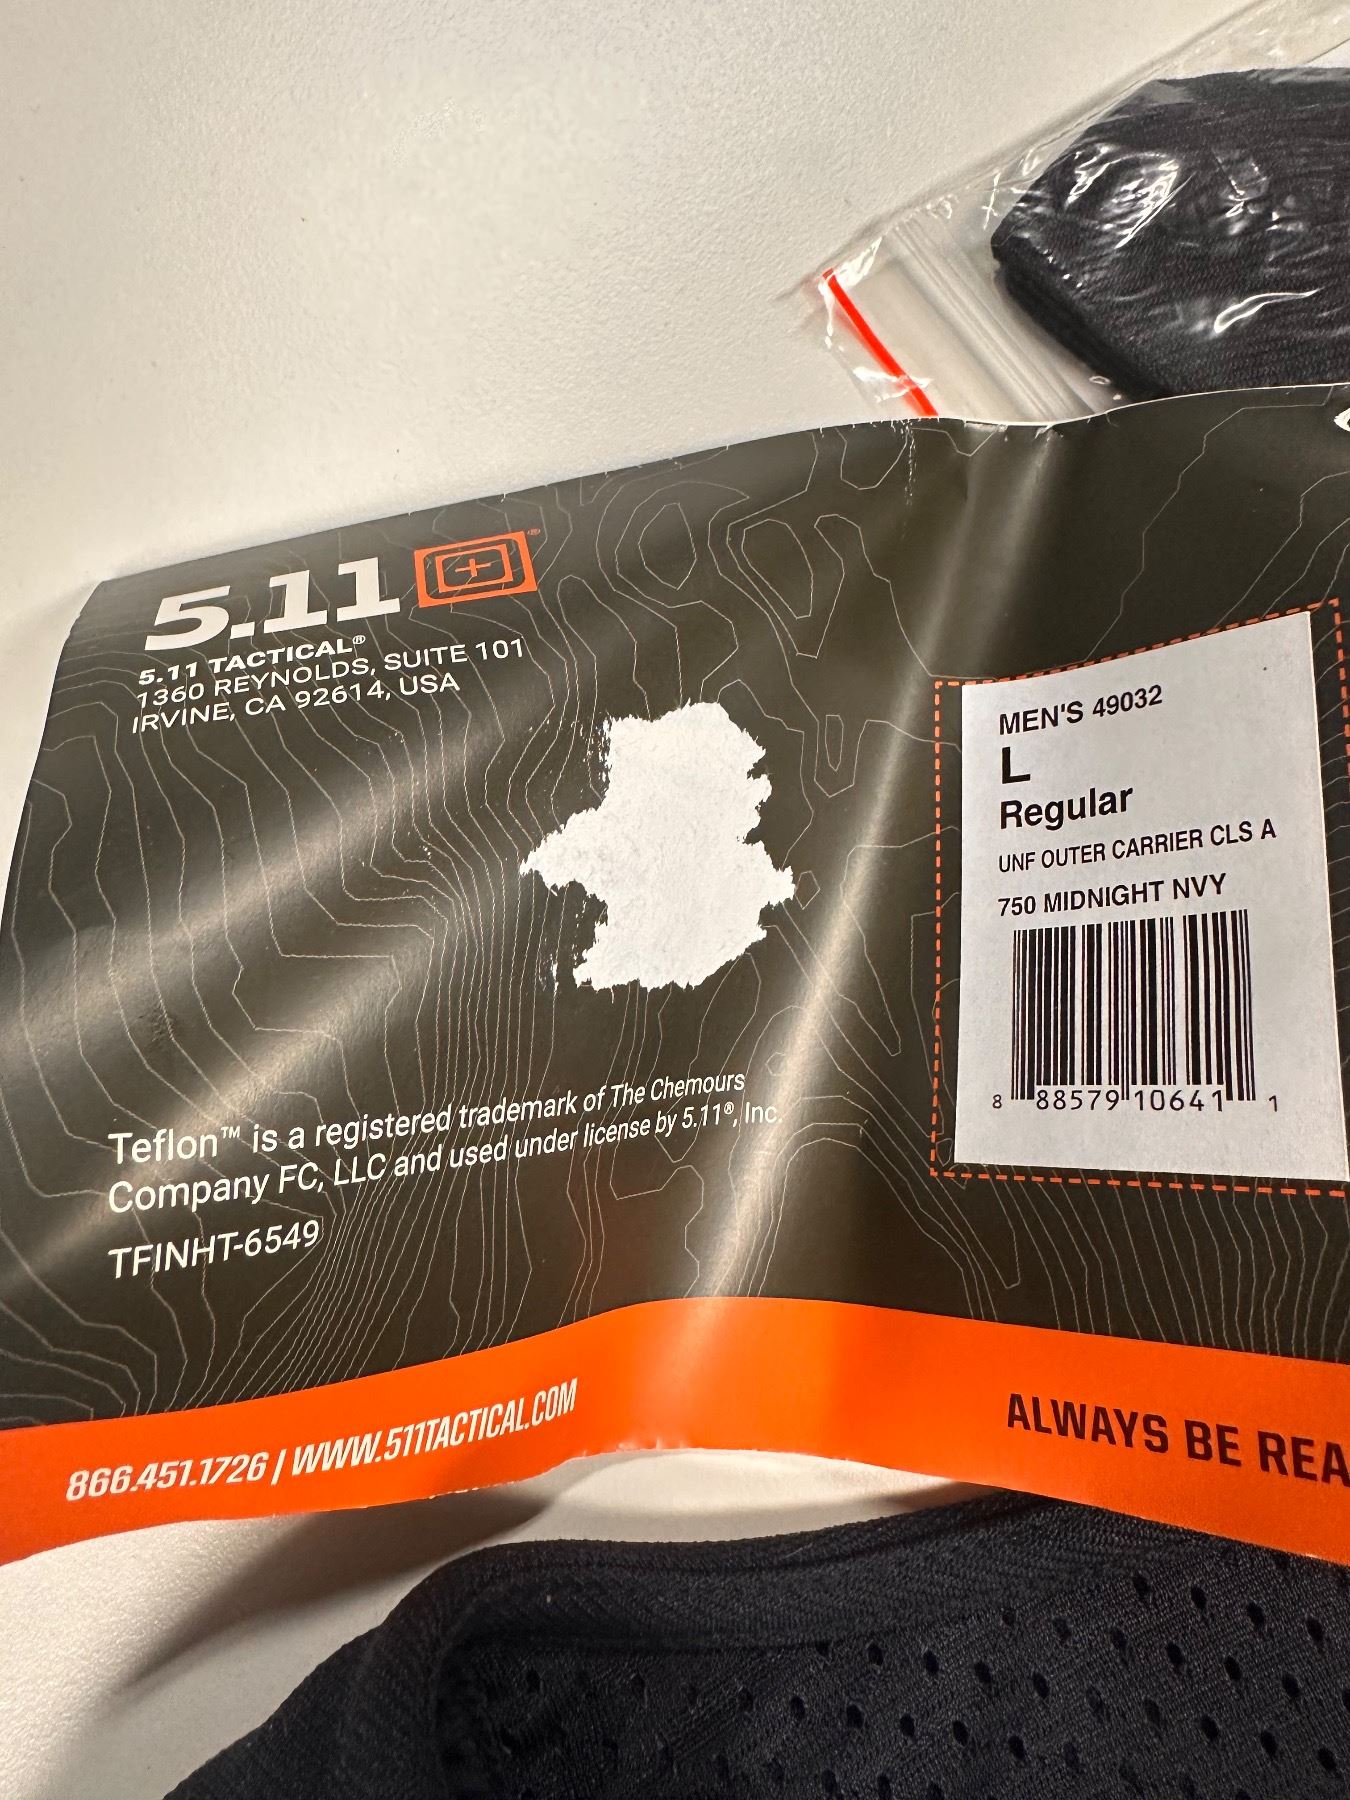 5.11®
5.11 TACTICAL®
1360 REYNOLDS, SUITE 101
IRVINE, CA 92614, USA
MEN'S 49032
L
Regular
UNF OUTER CARRIER CLS A
750 MIDNIGHT NVY
8 88579 10641 1
Teflon™ is a registered trademark of The Chemours
Company FC, LLC and used under license by 5.11®, Inc.
TFINHT-6549
866.451.1726 | WWW.511TACTICAL.COM
ALWAYS BE REA